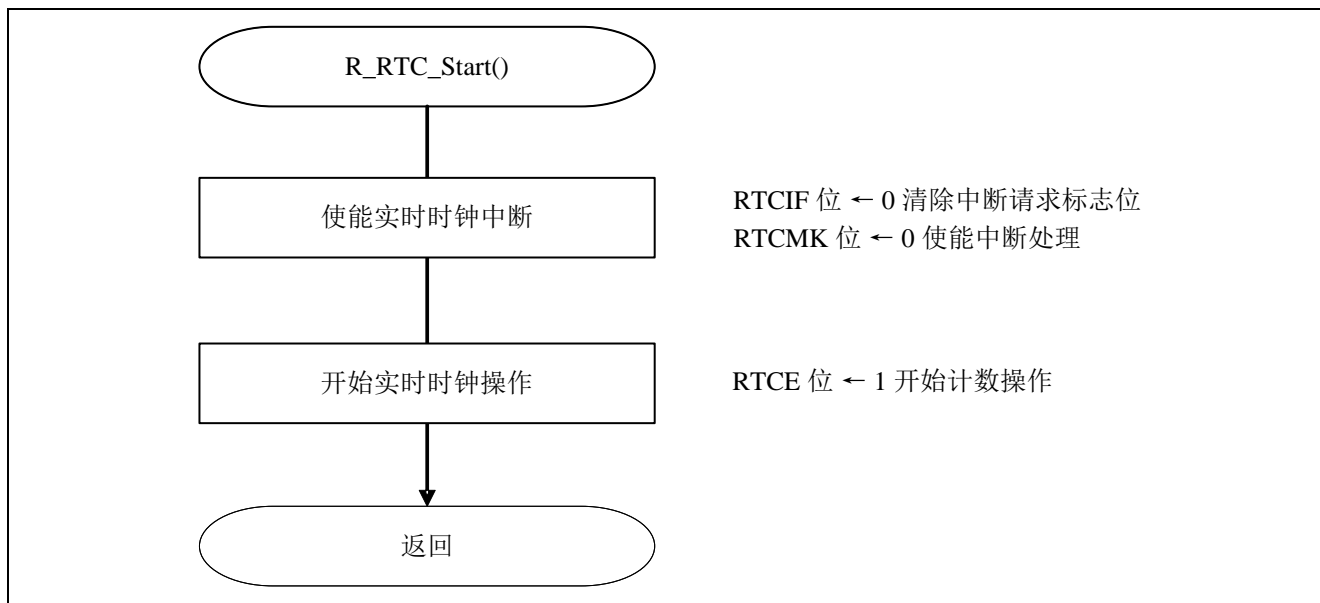 R_RTC_Start()
使能实时时钟中断
RTCIF 位 ← 0 清除中断请求标志位
RTCMK 位 ← 0 使能中断处理
开始实时时钟操作
RTCE 位 ← 1 开始计数操作
返回